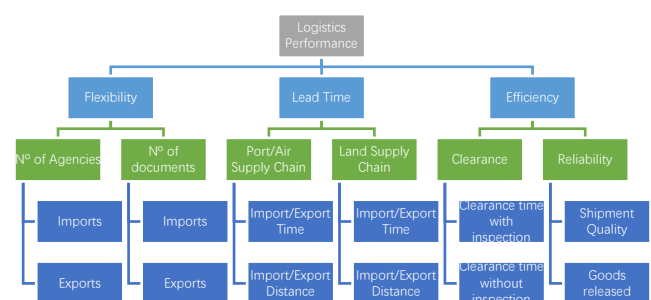 Logistics
Performance
Flexibility
Lead Time
Efficiency
Nº of Agencies
Nº of
documents
Port/Air
Supply Chain
Land Supply
Chain
Clearance
Reliability
Imports
Imports
Import/Export
Time
Import/Export
Time
Clearance time
with
inspection
Shipment
Quality
Exports
Exports
Import/Export
Distance
Import/Export
Distance
Clearance time
without
inspection
Goods
released